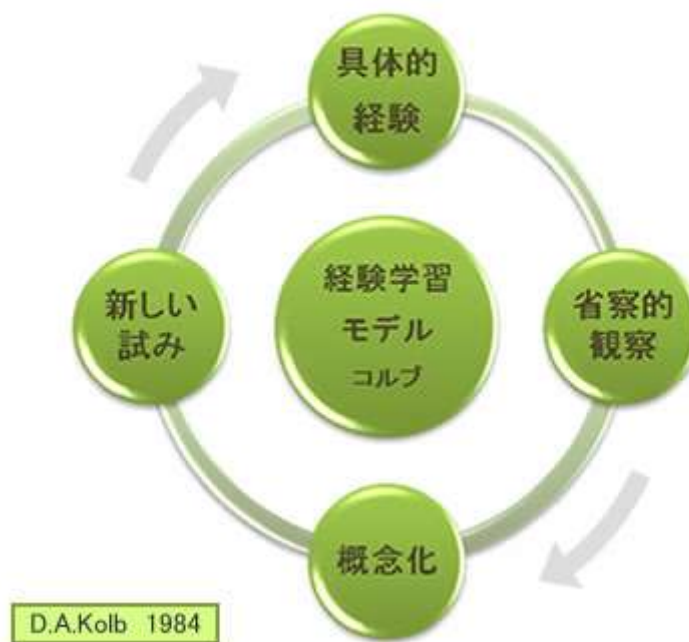 具体的
経験
新しい
試み
経験学習
モデル
コルブ
省察的
観察
概念化
D.A.Kolb 1984